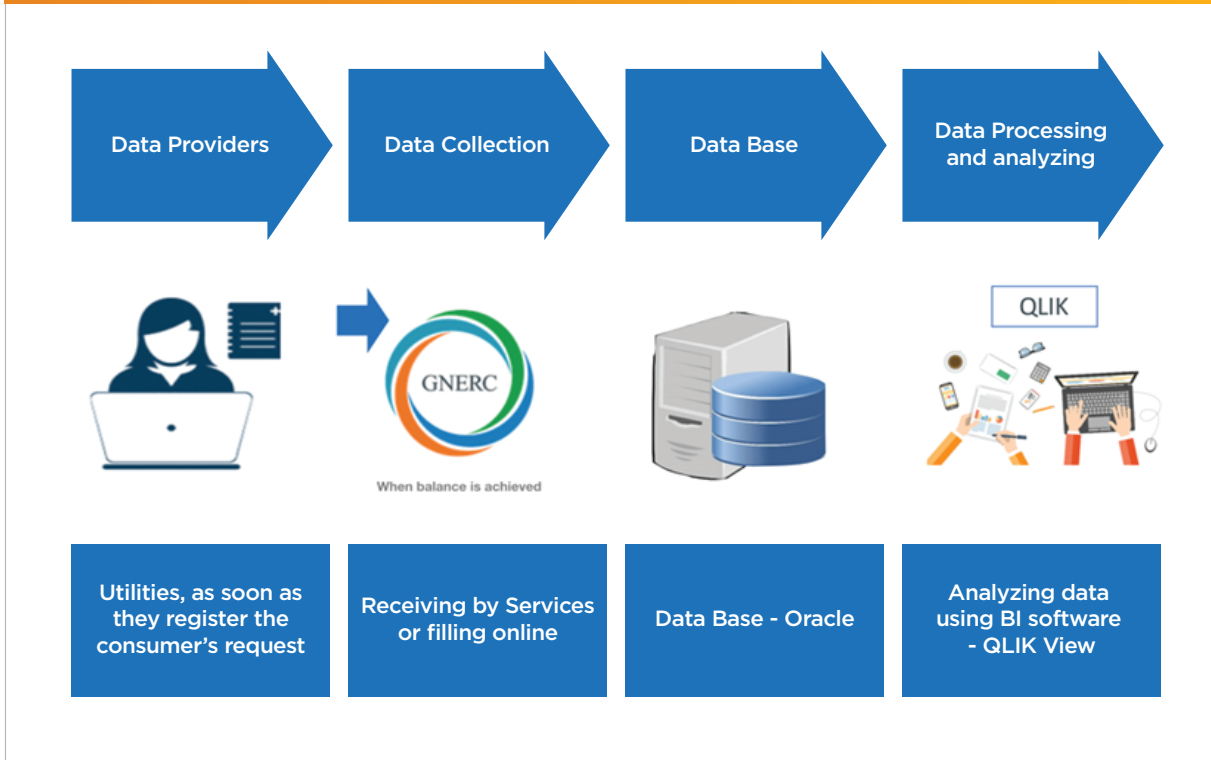 Data Providers
Data Collection
Data Base
Data Processing
and analyzing
GNERC
When balance is achieved
QLIK
Utilities, as soon as
they register the
consumer's request
Receiving by Services
or filling online
Data Base - Oracle
Analyzing data
using BI software
- QLIK View